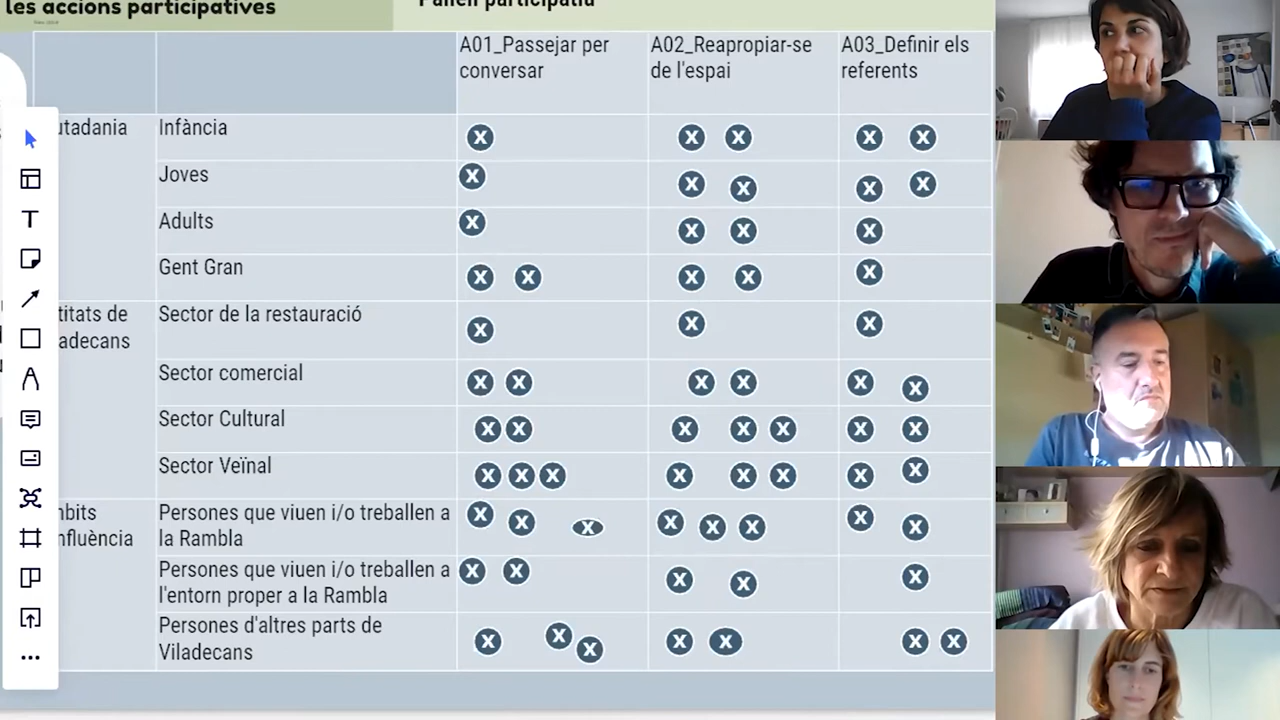 les accions participatives
Panell participatiu
A01_Passejar per
conversar
A02_Reapropiar-se
de l'espai
A03_Definir els
referents
utadania
Infància
X
X X
X X
Joves
X
X X
X X
Adults
X
X X
X
Gent Gran
X X
X X
X
titats de
adecans
Sector de la restauració
X
X
X
Sector comercial
X X
X X
X X
Sector Cultural
X X
X X X
X X
Sector Veïnal
X X X
X X X
X X
nbits
nfluència
Persones que viuen i/o treballen a
la Rambla
X X X
X X X
X X
Persones que viuen i/o treballen a
l'entorn proper a la Rambla
X X
X X
X
Persones d'altres parts de
Viladecans
X X X
X X
X X
T